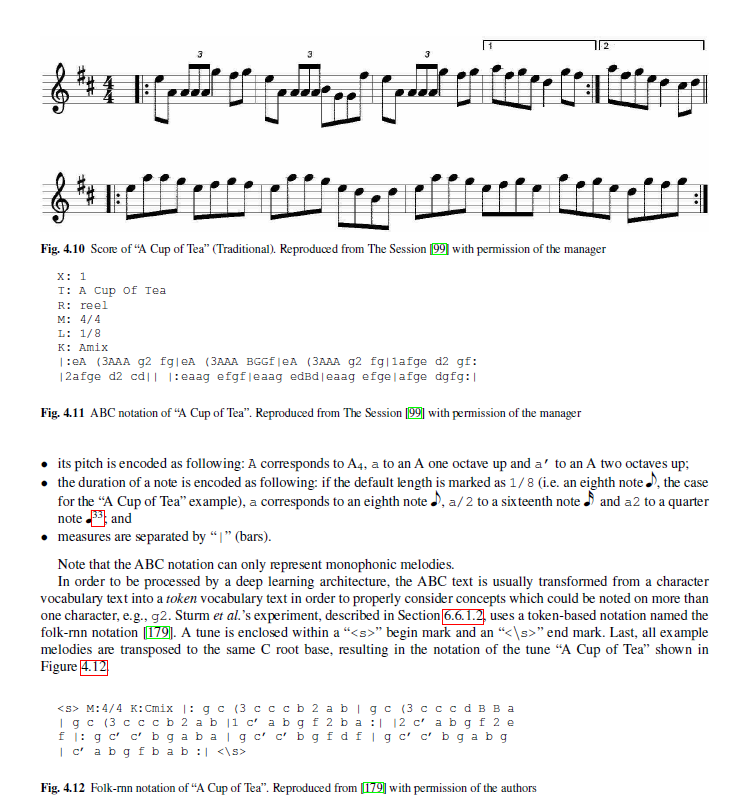 3 3 3 1 2
4
4
Fig. 4.10 Score of “A Cup of Tea” (Traditional). Reproduced from The Session [99] with permission of the manager
X: 1
T: A Cup Of Tea
R: reel
M: 4/4
L: 1/8
K: Amix
|:eA (3AAA g2 fg|eA (3AAA BGGf|eA (3AAA g2 fg|1afge d2 gf:
|2afge d2 cd|| |:eaag efgf|eaag edBd|eaag efge|afge dgfg:|
Fig. 4.11 ABC notation of “A Cup of Tea”. Reproduced from The Session [99] with permission of the manager
• its pitch is encoded as following: A corresponds to A4, a to an A one octave up and a’ to an A two octaves up;
• the duration of a note is encoded as following: if the default length is marked as 1/8 (i.e. an eighth note ♪, the case
for the “A Cup of Tea” example), a corresponds to an eighth note ♪, a/2 to a sixteenth note and a2 to a quarter
note ♩33; and
• measures are separated by “|” (bars).
Note that the ABC notation can only represent monophonic melodies.
In order to be processed by a deep learning architecture, the ABC text is usually transformed from a character
vocabulary text into a token vocabulary text in order to properly consider concepts which could be noted on more
than one character, e.g., g2. Sturm et al.’s experiment, described in Section 6.6.1.2, uses a token-based notation named the
folk-rnn notation [179]. A tune is enclosed within a “<s>” begin mark and an “<\s>” end mark. Last, all example
melodies are transposed to the same C root base, resulting in the notation of the tune “A Cup of Tea” shown in
Figure 4.12.
<s> M:4/4 K:Cmix |: g c (3 c c c b 2 a b | g c (3 c c c d B B a
| g c (3 c c c b 2 a b |1 c’ a b g f 2 b a :| |2 c’ a b g f 2 e
f |: g c’ c’ b g a b a | g c’ c’ b g f d f | g c’ c’ b g a b g
| c’ a b g f b a b :| <\s>
Fig. 4.12 Folk-rnn notation of “A Cup of Tea”. Reproduced from [179] with permission of the authors